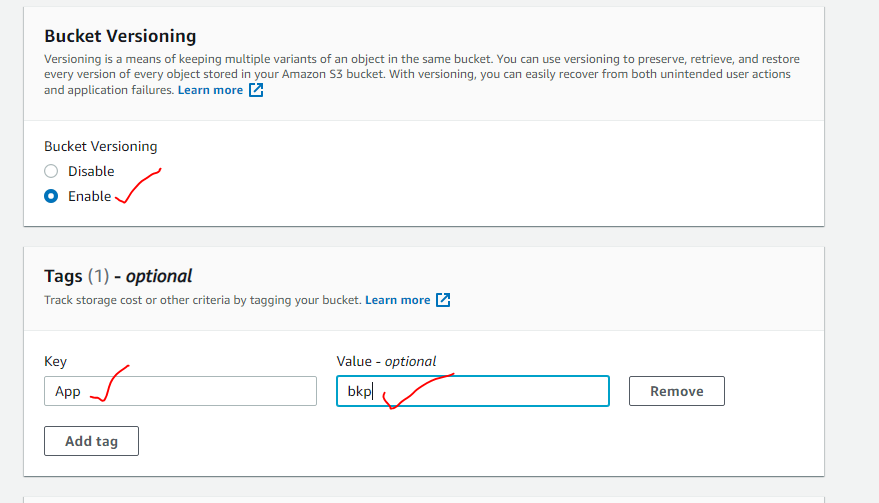 Bucket Versioning
Versioning is a means of keeping multiple variants of an object in the same bucket. You can use versioning to preserve, retrieve, and restore
every version of every object stored in your Amazon S3 bucket. With versioning, you can easily recover from both unintended user actions
and application failures. Learn more
Bucket Versioning
Disable
Enable
Tags (1) - optional
Track storage cost or other criteria by tagging your bucket. Learn more
Key
Value - optional
App
bkp
Remove
Add tag